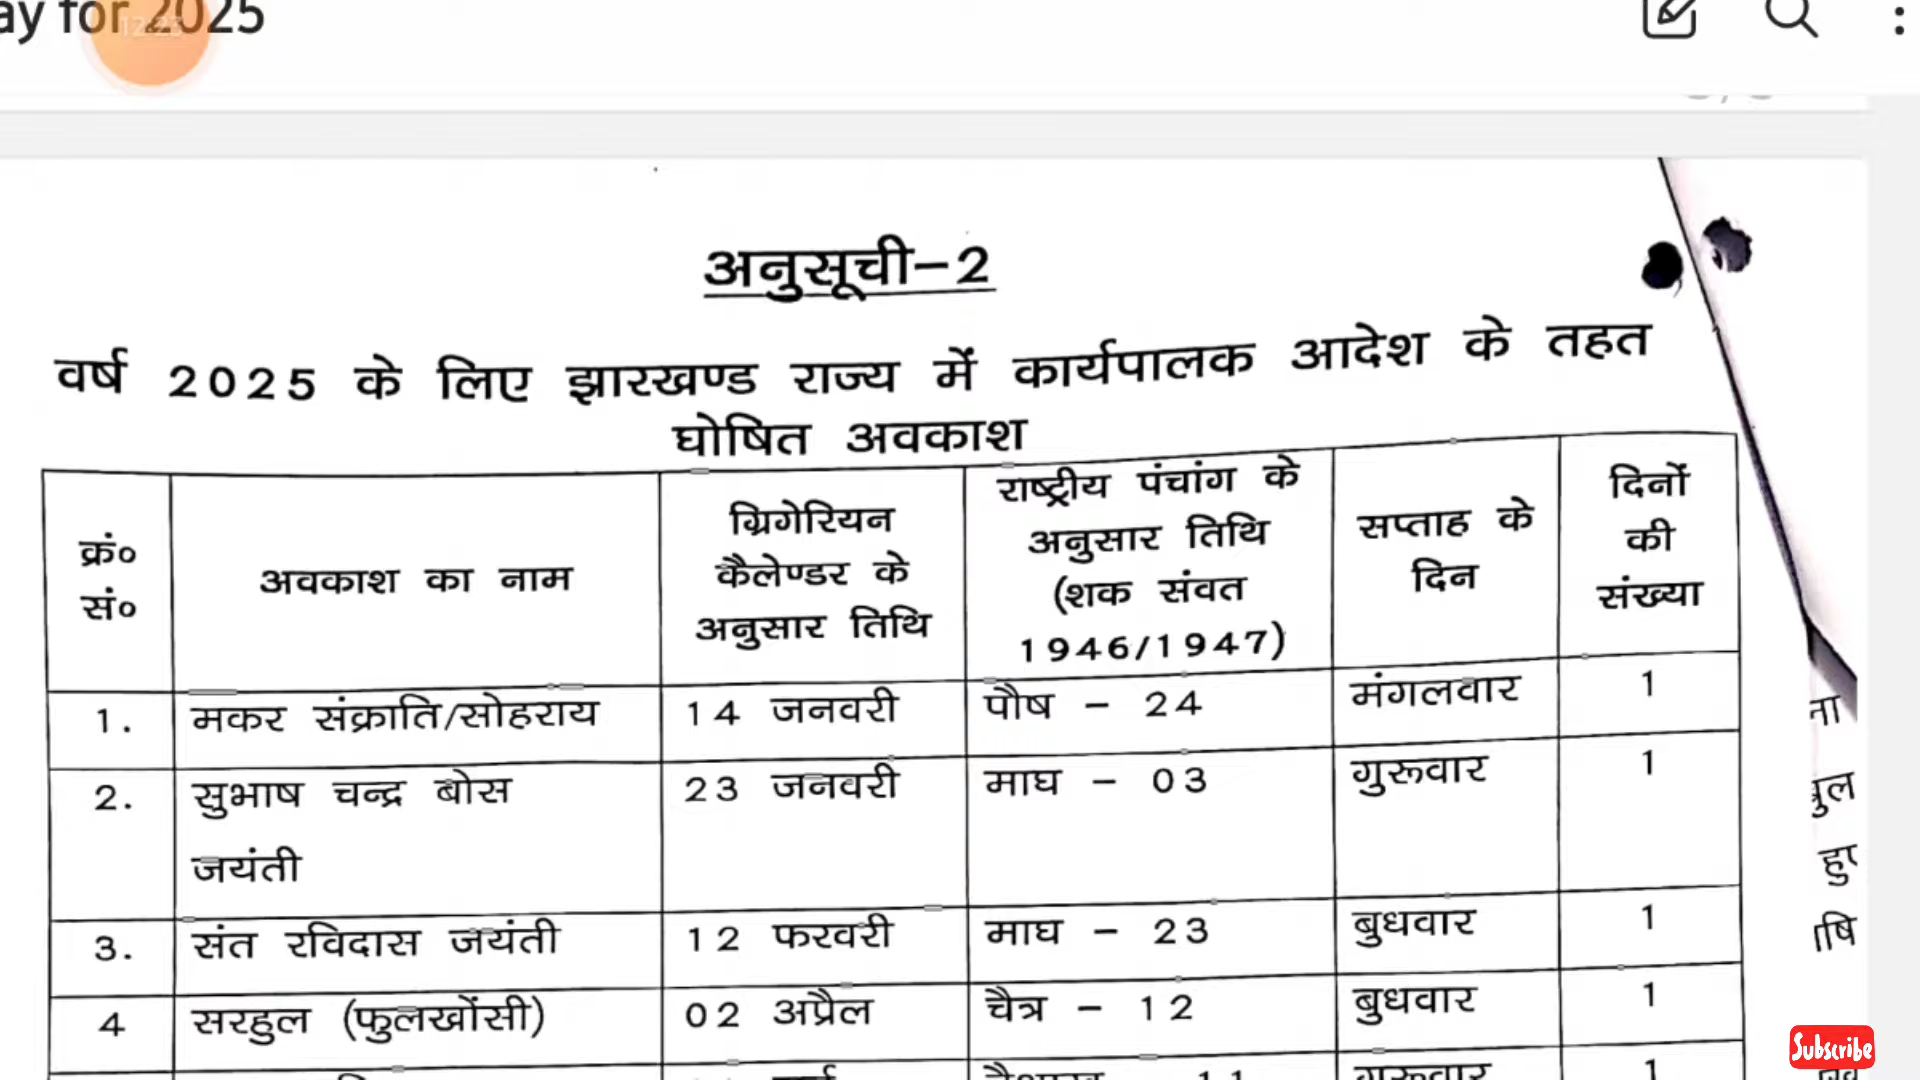 ay for 2025
12:23
अनुसूची-2
वर्ष 2025 के लिए झारखण्ड राज्य में कार्यपालक आदेश के तहत
घोषित अवकाश
क्रं० सं० अवकाश का नाम ग्रिगेरियन कैलेण्डर के अनुसार तिथि राष्ट्रीय पंचांग के अनुसार तिथि (शक संवत 1946/1947) सप्ताह के दिन दिनों की संख्या
1. मकर संक्राति/सोहराय 14 जनवरी पौष - 24 मंगलवार 1
2. सुभाष चन्द्र बोस 23 जनवरी माघ - 03 गुरूवार 1
जयंती
3. संत रविदास जयंती 12 फरवरी माघ - 23 बुधवार 1
4 सरहुल (फुलखोंसी) 02 अप्रैल चैत्र - 12 बुधवार 1
Subscribe